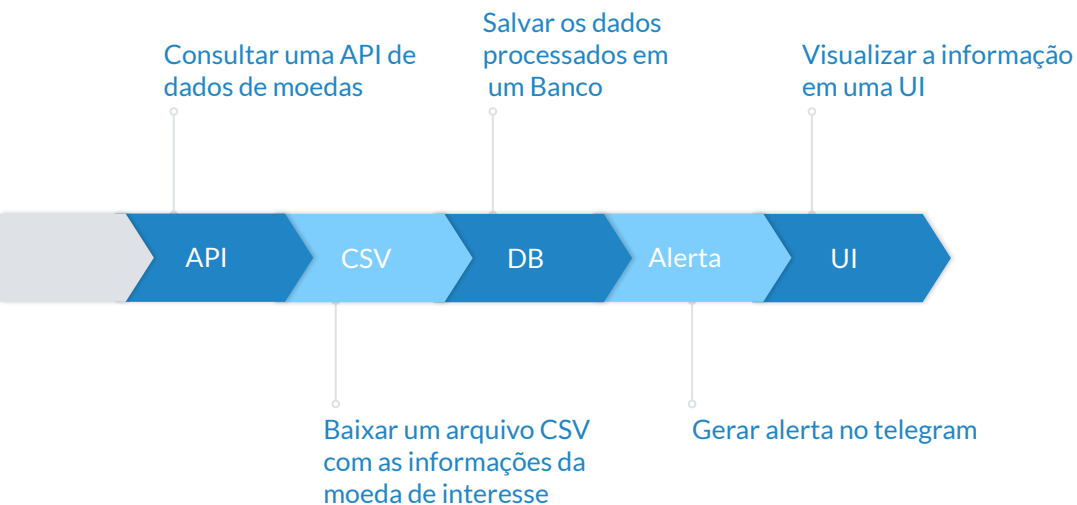 Consultar uma API de
dados de moedas
Salvar os dados
processados em
um Banco
Visualizar a informação
em uma UI
API
CSV
DB
Alerta
UI
Baixar um arquivo CSV
com as informações da
moeda de interesse
Gerar alerta no telegram